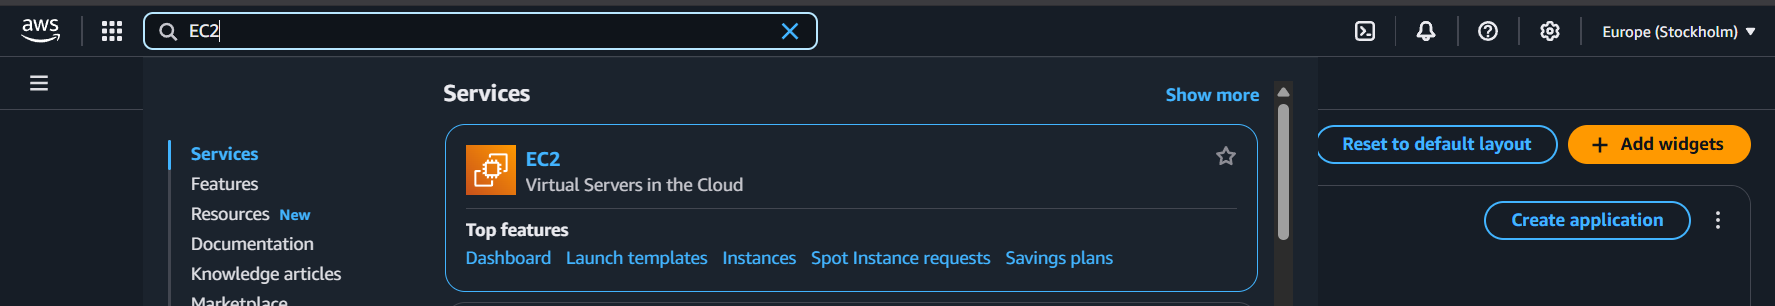 aws
EC2
Europe (Stockholm)
Services
Show more
Services
Features
Resources New
Documentation
Knowledge articles
Marketplace
EC2
Virtual Servers in the Cloud
Top features
Dashboard Launch templates Instances Spot Instance requests Savings plans
Reset to default layout
+ Add widgets
Create application